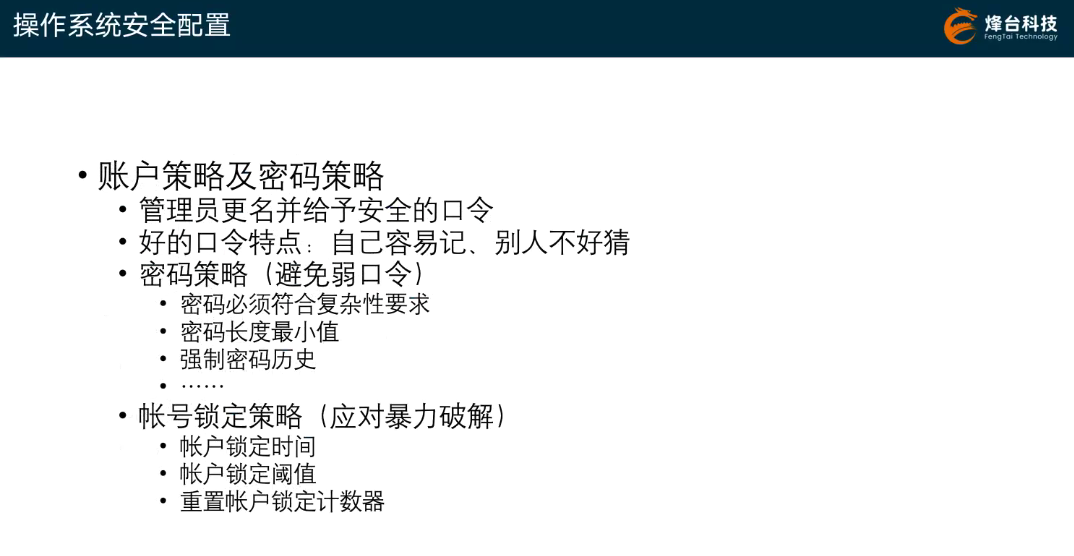 操作系统安全配置
烽台科技
FengTai Technology
• 账户策略及密码策略
• 管理员更名并给予安全的口令
• 好的口令特点：自己容易记、别人不好猜
• 密码策略（避免弱口令）
• 密码必须符合复杂性要求
• 密码长度最小值
• 强制密码历史
• ……
• 帐号锁定策略（应对暴力破解）
• 帐户锁定时间
• 帐户锁定阈值
• 重置帐户锁定计数器